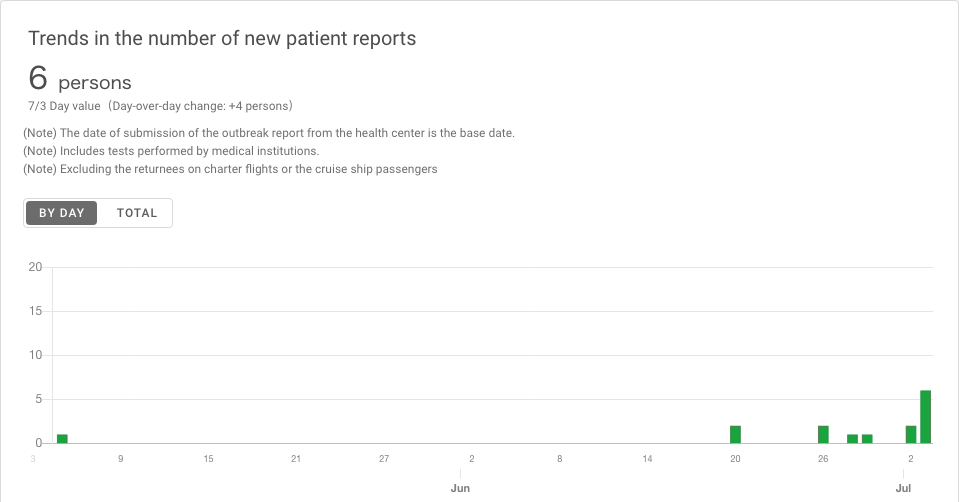 Trends in the number of new patient reports
6 persons
7/3 Day value (Day-over-day change: +4 persons)
(Note) The date of submission of the outbreak report from the health center is the base date.
(Note) Includes tests performed by medical institutions.
(Note) Excluding the returnees on charter flights or the cruise ship passengers
BY DAY TOTAL
20
15
10
5
0
3 9 15 21 27 2 8 14 20 26 2
Jun Jul